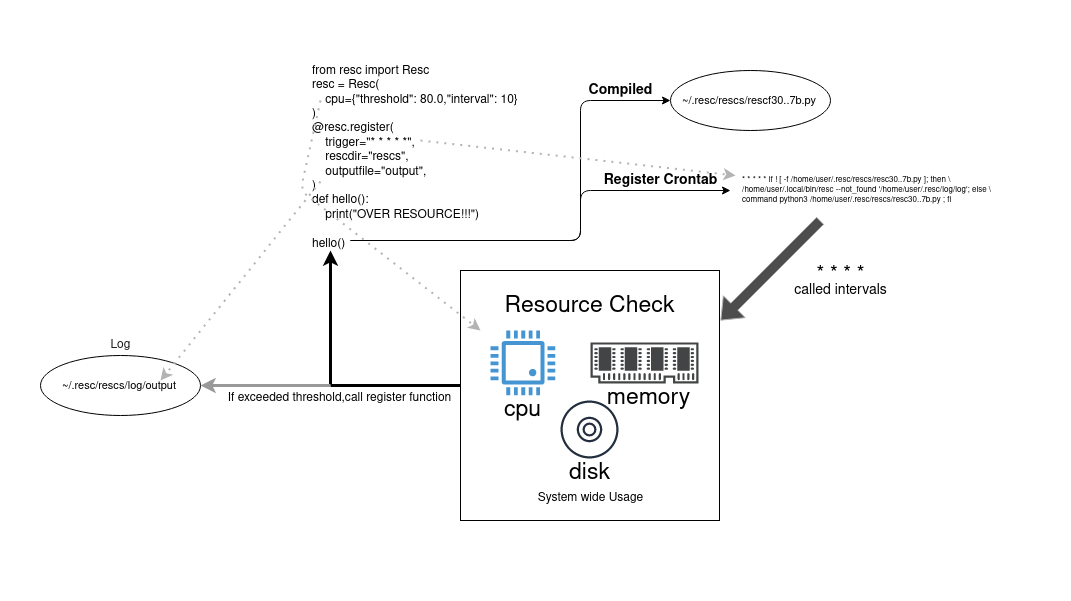 from resc import Resc
resc = Resc(
cpu={"threshold": 80.0,"interval": 10}
)
@resc.register(
trigger="* * * * *",
rescdir="rescs",
outputfile="output",
)
def hello():
print("OVER RESOURCE!!!")
hello()
Compiled
~/.resc/rescs/rescf30..7b.py
Register Crontab
* * * * * if ! [ -f /home/user/.resc/rescs/resc30..7b.py ]; then \
/home/user/.local/bin/resc --not_found '/home/user/.resc/log/log'; else \
command python3 /home/user/.resc/rescs/resc30..7b.py ; fi
* * * *
called intervals
Resource Check
cpu
memory
disk
System wide Usage
Log
~/.resc/rescs/log/output
If exceeded threshold,call register function